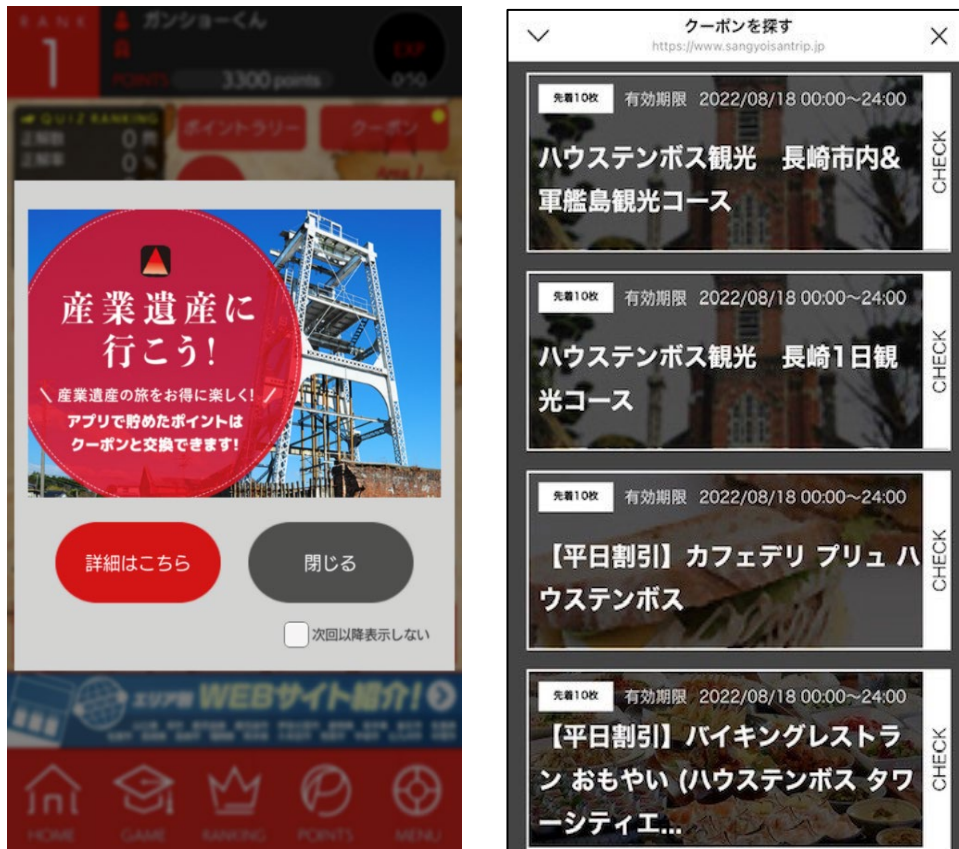 RANK
1
ガンショーくん
EXP
0/50
POINTS
3300 points
QUIZ RANKING
正解数 0 問
正解率 0 %
ポイントラリー
クーポン
産業遺産に
行こう!
\ 産業遺産の旅をお得に楽しく! /
アプリで貯めたポイントは
クーポンと交換できます!
詳細はこちら
閉じる
次回以降表示しない
エリア別 WEBサイト紹介!
HOME
GAME
RANKING
POINTS
MENU
クーポンを探す
https://www.sangyoisantrip.jp
先着10枚 有効期限 2022/08/18 00:00~24:00
ハウステンボス観光 長崎市内&
軍艦島観光コース
CHECK
先着10枚 有効期限 2022/08/18 00:00~24:00
ハウステンボス観光 長崎1日観
光コース
CHECK
先着10枚 有効期限 2022/08/18 00:00~24:00
【平日割引】カフェデリ プリュ ハ
ウステンボス
CHECK
先着10枚 有効期限 2022/08/18 00:00~24:00
【平日割引】バイキングレストラ
ン おもやい (ハウステンボス タワ
ーシティエ...
CHECK